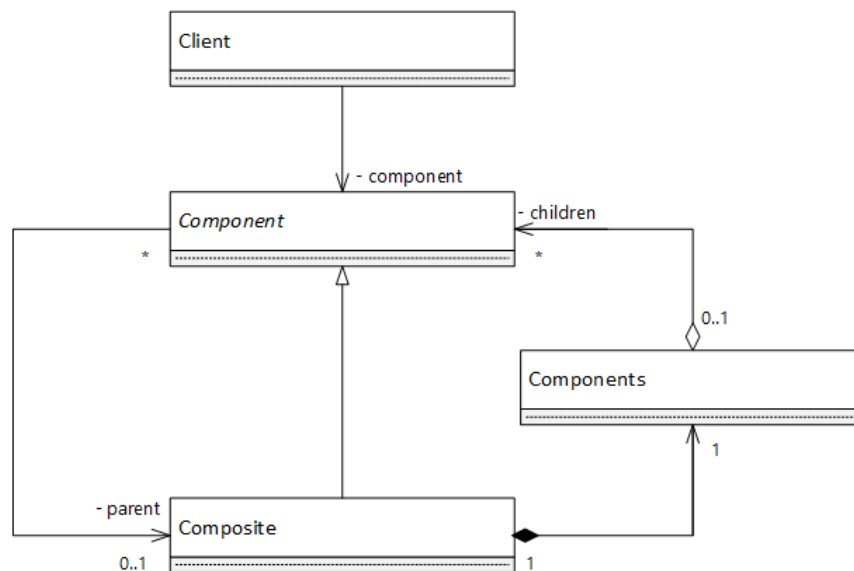 Client
- component
Component
- children
*
*
0..1
Components
1
- parent
Composite
0..1
1